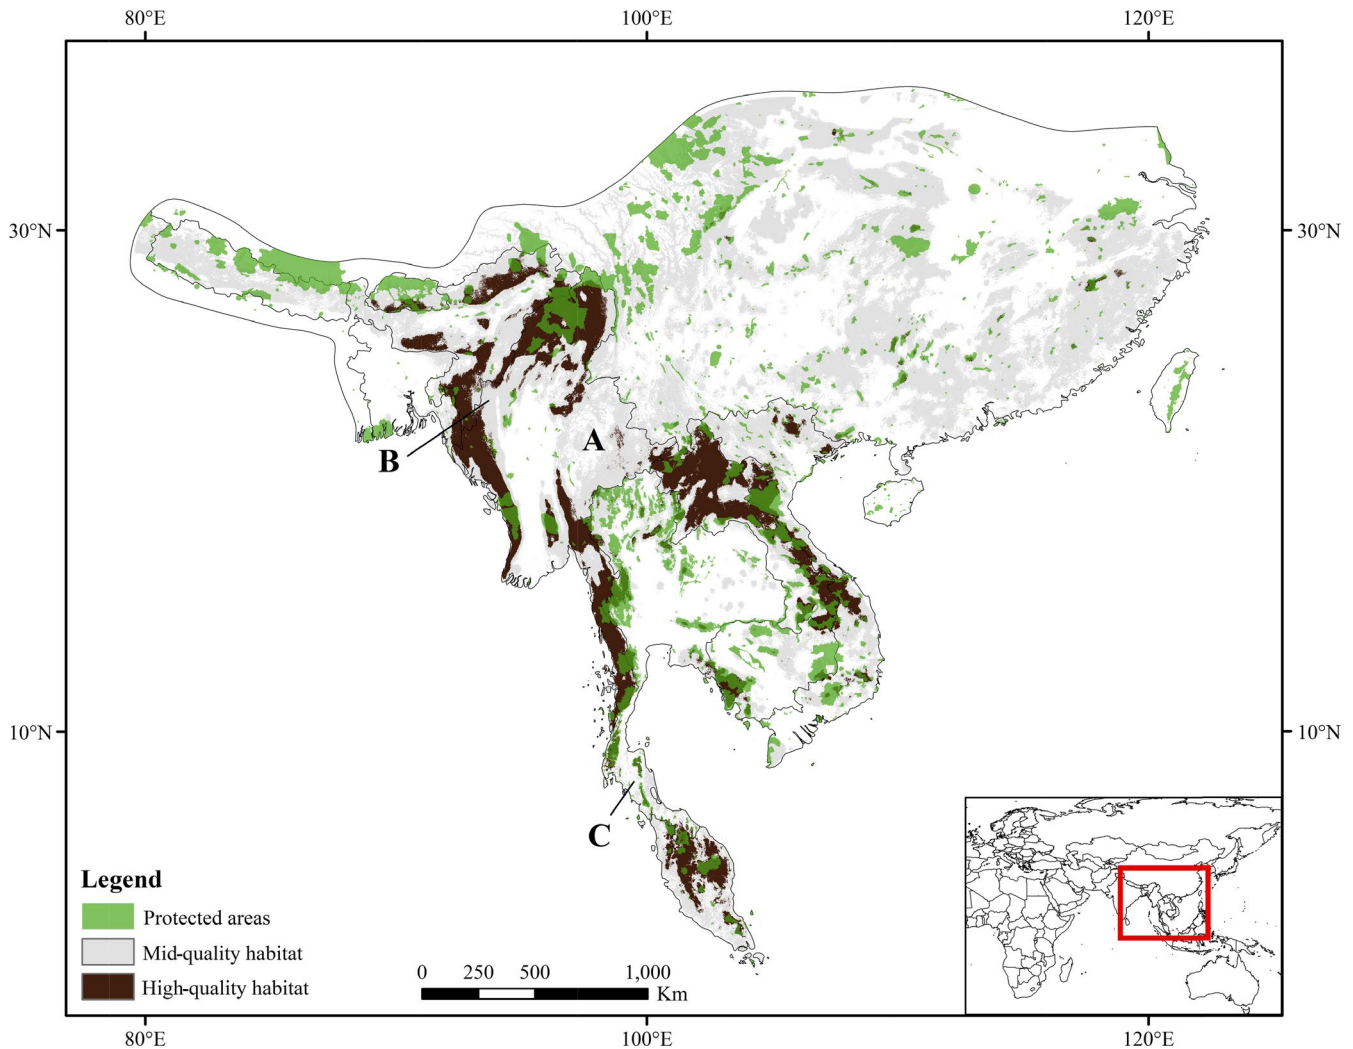 80°E 100°E 120°E
30°N 30°N
A
B
10°N 10°N
C
Legend
Protected areas
Mid-quality habitat
High-quality habitat
0 250 500 1,000
Km
80°E 100°E 120°E